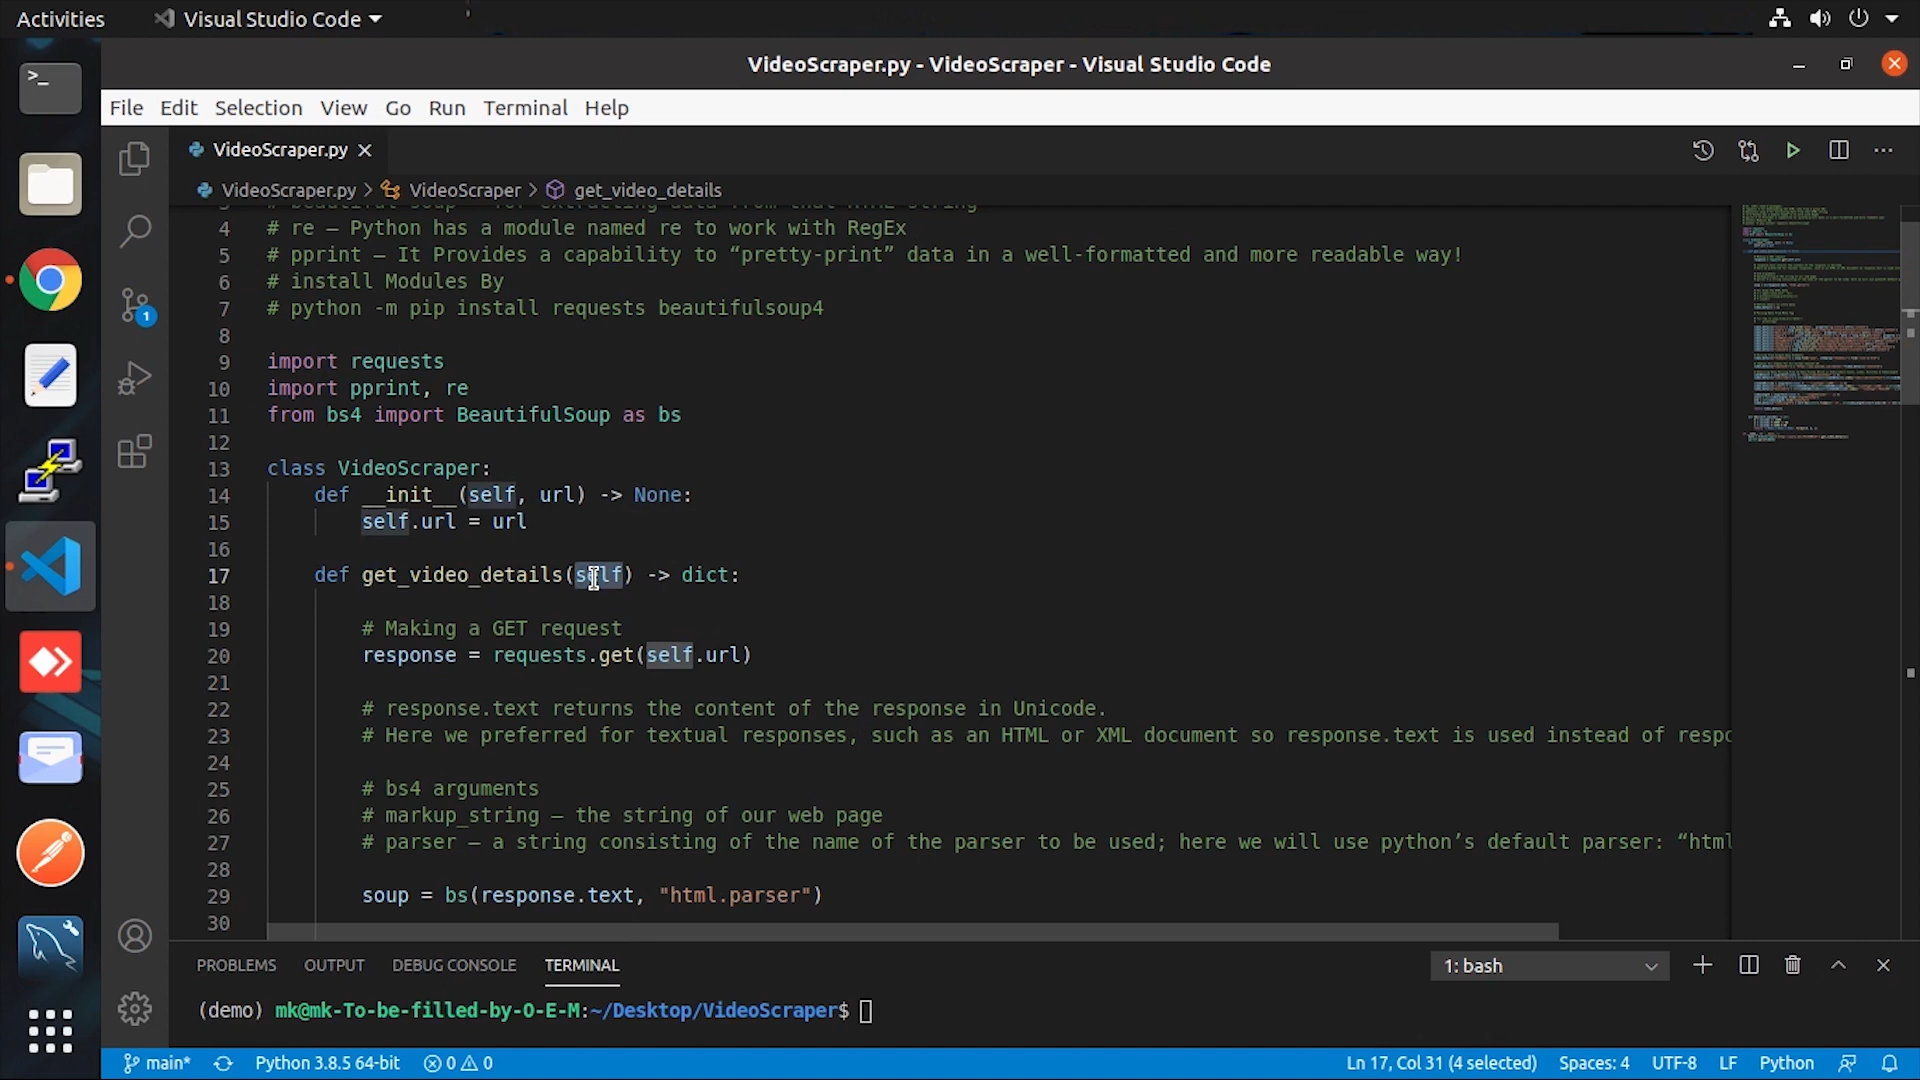 Activities
Visual Studio Code
VideoScraper.py - VideoScraper - Visual Studio Code
File Edit Selection View Go Run Terminal Help
VideoScraper.py
VideoScraper.py > VideoScraper > get_video_details
# beautiful soup - for extracting data from that HTML string
4 # re – Python has a module named re to work with RegEx
5 # pprint – It Provides a capability to “pretty-print” data in a well-formatted and more readable way!
6 # install Modules By
7 # python -m pip install requests beautifulsoup4
8
9 import requests
10 import pprint, re
11 from bs4 import BeautifulSoup as bs
12
13 class VideoScraper:
14 def __init__(self, url) -> None:
15 self.url = url
16
17 def get_video_details(self) -> dict:
18
19 # Making a GET request
20 response = requests.get(self.url)
21
22 # response.text returns the content of the response in Unicode.
23 # Here we preferred for textual responses, such as an HTML or XML document so response.text is used instead of respo
24
25 # bs4 arguments
26 # markup_string – the string of our web page
27 # parser – a string consisting of the name of the parser to be used; here we will use python’s default parser: “html
28
29 soup = bs(response.text, "html.parser")
30
1
PROBLEMS OUTPUT DEBUG CONSOLE TERMINAL
1: bash
(demo) mk@mk-To-be-filled-by-O-E-M:~/Desktop/VideoScraper$
main* Python 3.8.5 64-bit 0 0
Ln 17, Col 31 (4 selected) Spaces: 4 UTF-8 LF Python